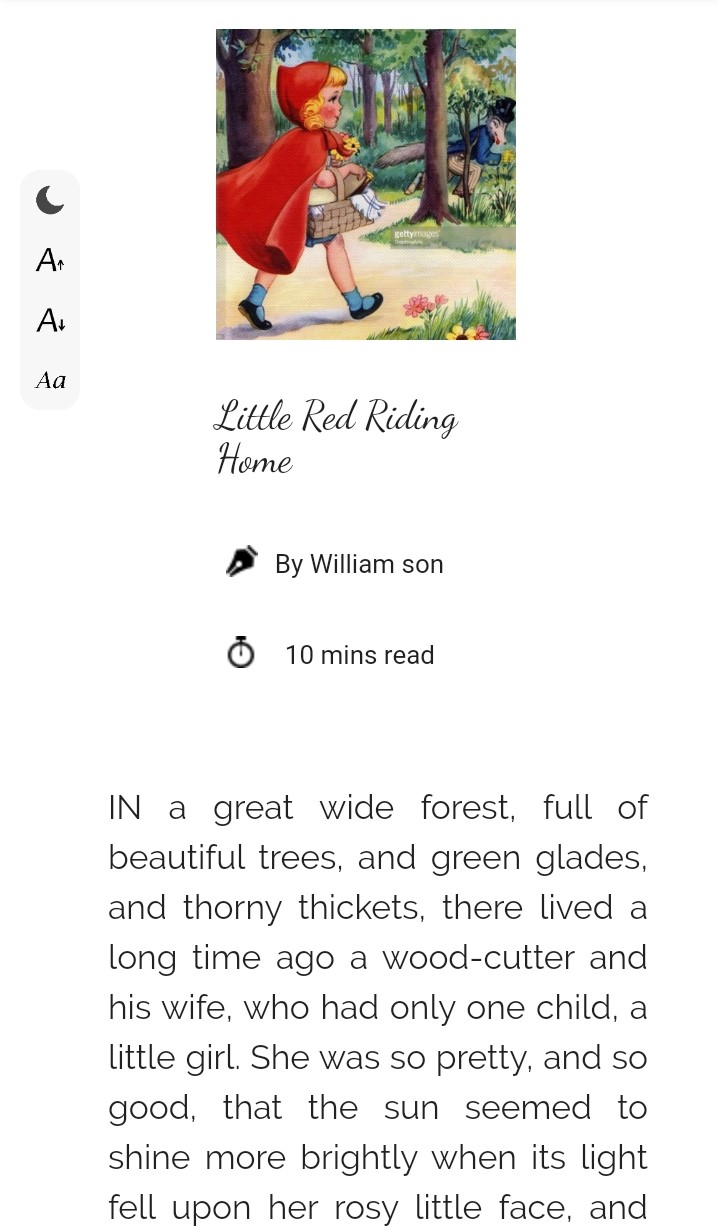 gettyimages
A↑
A↓
Aa
Little Red Riding
Home
By William son
10 mins read
IN a great wide forest, full of
beautiful trees, and green glades,
and thorny thickets, there lived a
long time ago a wood-cutter and
his wife, who had only one child, a
little girl. She was so pretty, and so
good, that the sun seemed to
shine more brightly when its light
fell upon her rosy little face, and